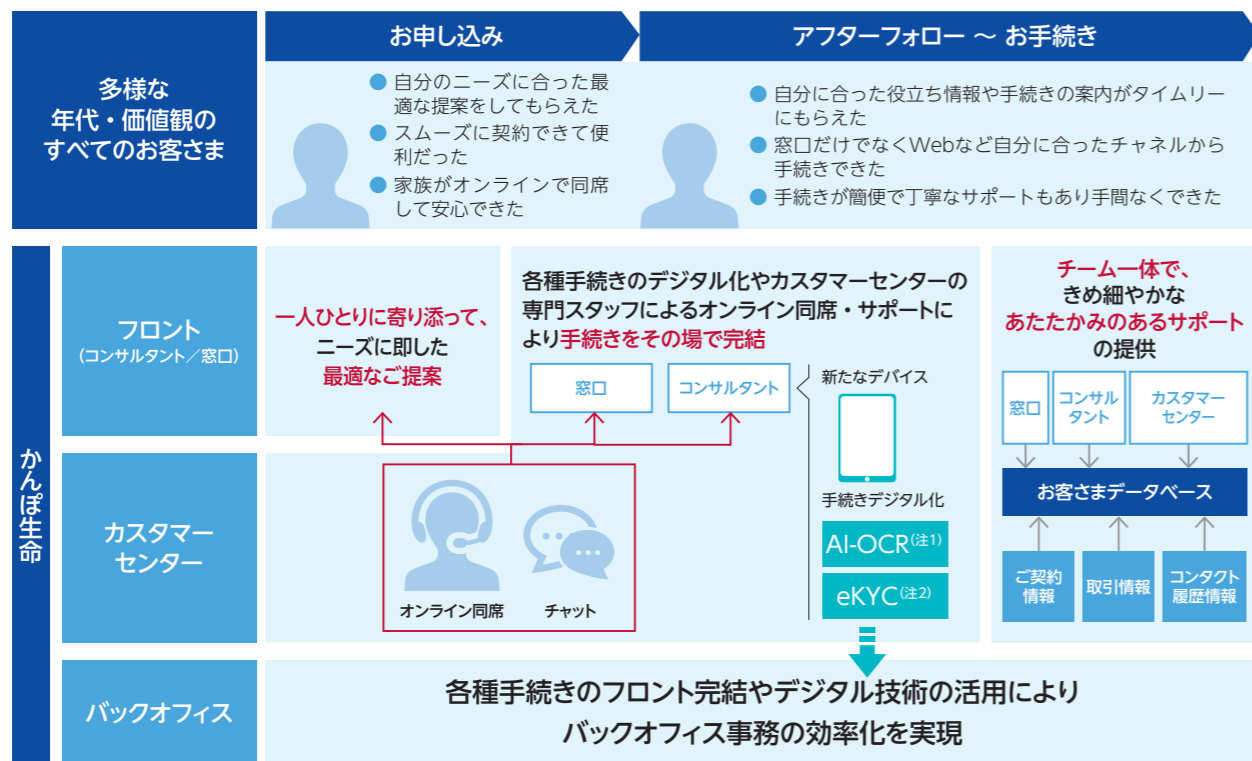 お申し込み
アフターフォロー ～ お手続き
多様な
年代・価値観の
すべてのお客さま
● 自分のニーズに合った最
適な提案をしてもらえた
● スムーズに契約できて便
利だった
● 家族がオンラインで同席
して安心できた
● 自分に合った役立ち情報や手続きの案内がタイムリー
にもらえた
● 窓口だけでなくWebなど自分に合ったチャネルから
手続きできた
● 手続きが簡便で丁寧なサポートもあり手間なくできた
かんぽ生命
フロント
（コンサルタント／窓口）
一人ひとりに寄り添って、
ニーズに即した
最適なご提案
各種手続きのデジタル化やカスタマーセンターの
専門スタッフによるオンライン同席・サポートに
より手続きをその場で完結
窓口
コンサルタント
新たなデバイス
手続きデジタル化
AI-OCR(注1)
eKYC(注2)
チーム一体で、
きめ細やかな
あたたかみのあるサポート
の提供
窓口
コンサル
タント
カスタマー
センター
お客さまデータベース
ご契約
情報
取引情報
コンタクト
履歴情報
カスタマー
センター
オンライン同席
チャット
バックオフィス
各種手続きのフロント完結やデジタル技術の活用により
バックオフィス事務の効率化を実現